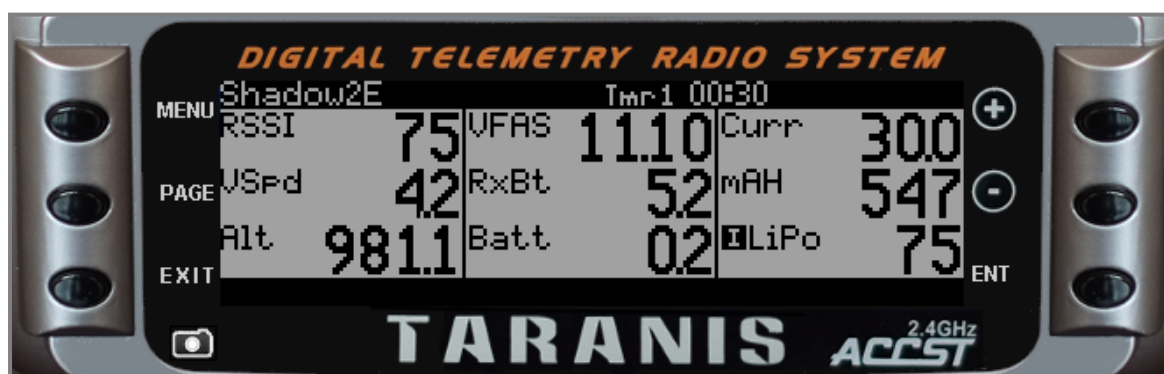 DIGITAL TELEMETRY RADIO SYSTEM
Shadow2E Tmr1 00:30
MENU
RSSI 75 VFAS 11.10 Curr 30.0
+
PAGE
VSpd 4.2 RxBt 5.2 mAH 547
-
Alt 981.1 Batt 0.2 I LiPo 75
EXIT
ENT
TARANIS
2.4GHz
ACCST